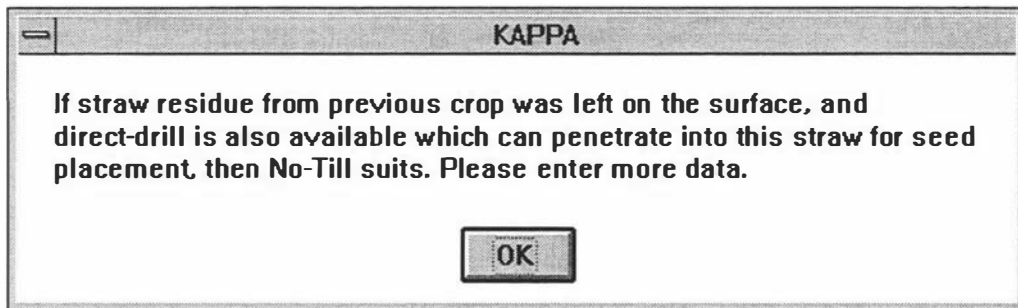 KAPPA
If straw residue from previous crop was left on the surface, and
direct-drill is also available which can penetrate into this straw for seed
placement, then No-Till suits. Please enter more data.
OK